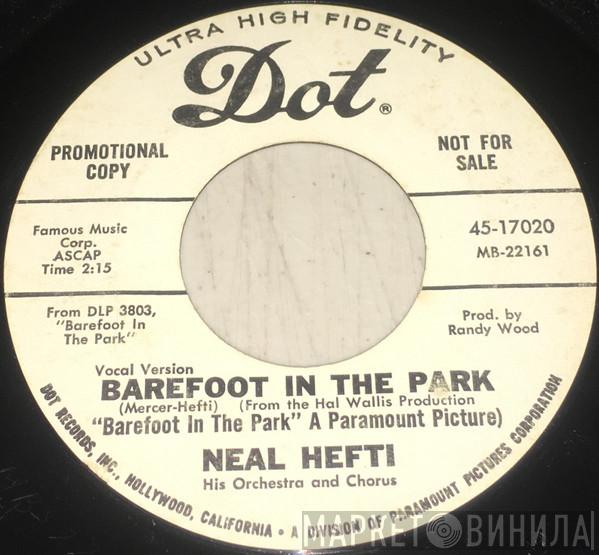 ULTRA HIGH FIDELITY
Dot®
PROMOTIONAL
COPY
NOT FOR
SALE
Famous Music
Corp.
ASCAP
Time 2:15
45-17020
MB-22161
From DLP 3803,
"Barefoot In
The Park"
Prod. by
Randy Wood
Vocal Version
BAREFOOT IN THE PARK
(Mercer-Hefti) (From the Hal Wallis Production
"Barefoot In The Park" A Paramount Picture)
NEAL HEFTI
His Orchestra and Chorus
DOT RECORDS, INC., HOLLYWOOD, CALIFORNIA • A DIVISION OF PARAMOUNT PICTURES CORPORATION
МАРКЕТ ВИНИЛА